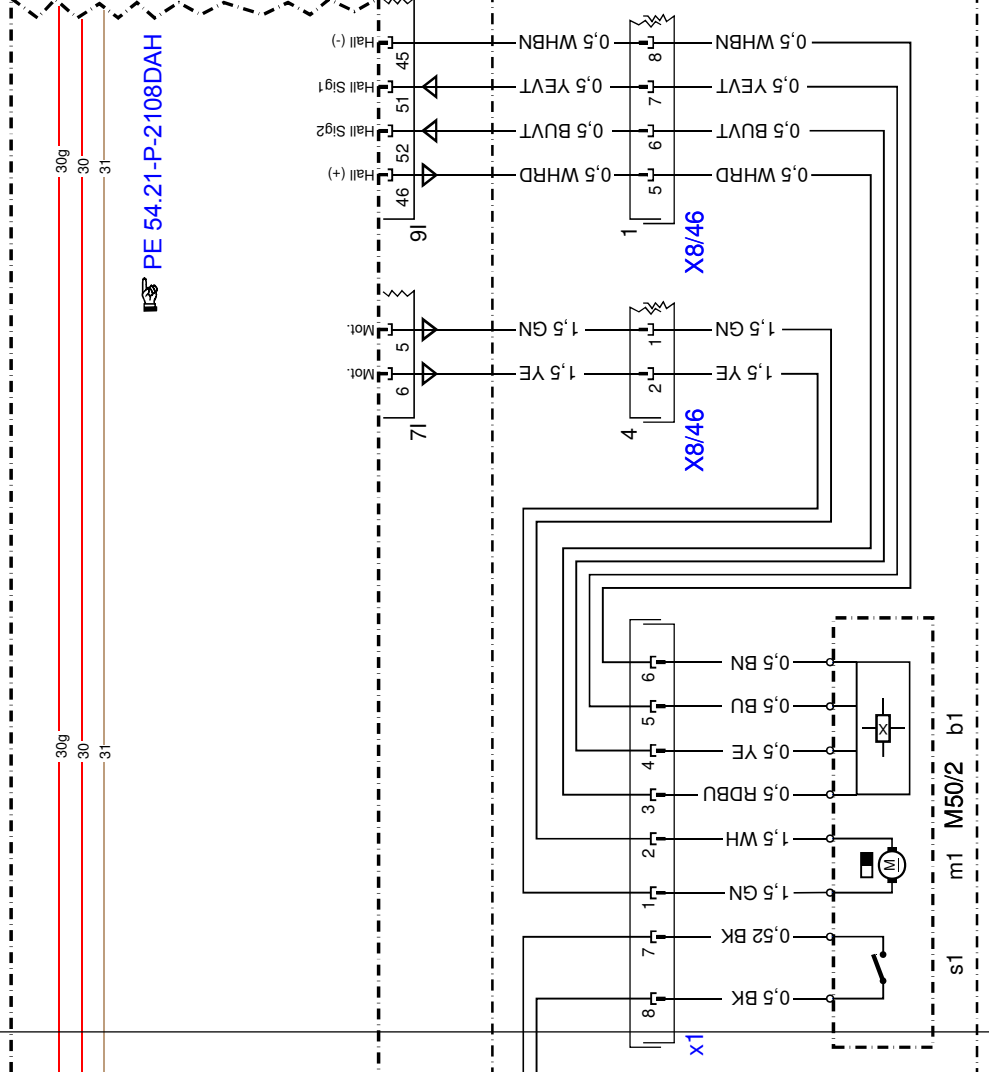 PE 54.21-P-2108DAH
30g
30
31
Hall (-)
45
0,5 WHBN
8
0,5 WHBN
Hall Sig1
51
0,5 YEVT
7
0,5 YEVT
Hall Sig2
52
0,5 BUVT
6
0,5 BUVT
Hall (+)
46
0,5 WHRD
5
0,5 WHRD
9I
1
X8/46
Mot.
5
1,5 GN
1
1,5 GN
Mot.
6
1,5 YE
2
1,5 YE
7I
4
X8/46
30g
30
31
6
0,5 BN
5
0,5 BU
4
0,5 YE
3
0,5 RDBU
2
1,5 WH
1
1,5 GN
7
0,52 BK
8
0,5 BK
x1
X
M
b1
M50/2
m1
s1